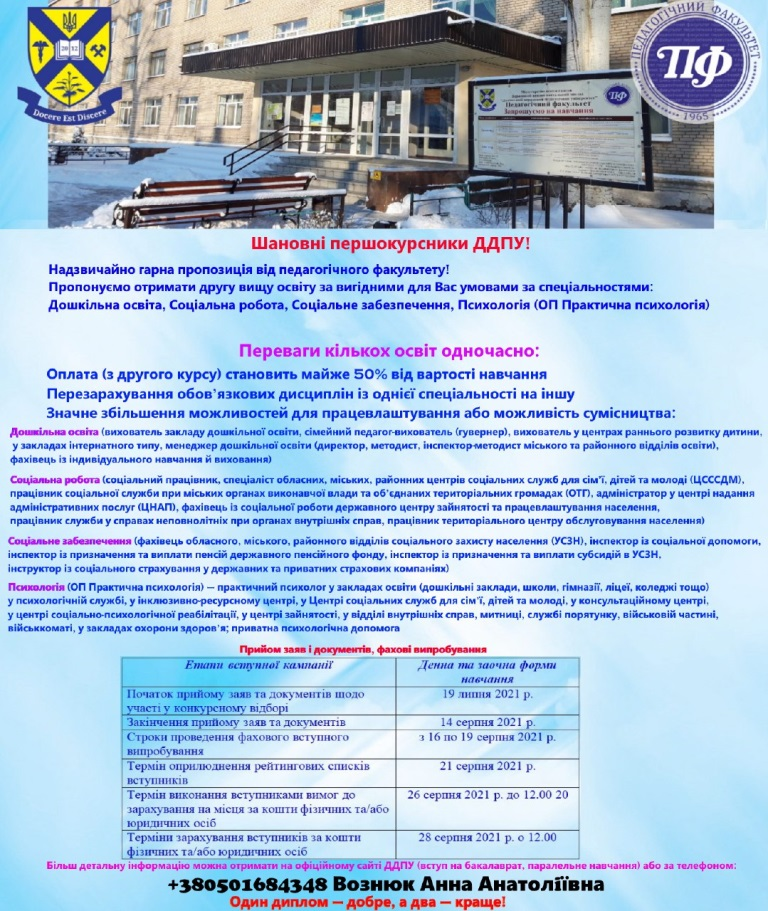 ПЕДАГОГІЧНИЙ ФАКУЛЬТЕТ
ПФ
1965
Docere Est Discere
Педагогічний факультет
Запрошуємо на навчання
ПФ
Шановні першокурсники ДДПУ!
Надзвичайно гарна пропозиція від педагогічного факультету!
Пропонуємо отримати другу вищу освіту за вигідними для Вас умовами за спеціальностями:
Дошкільна освіта, Соціальна робота, Соціальне забезпечення, Психологія (ОП Практична психологія)
Переваги кількох освіт одночасно:
Оплата (з другого курсу) становить майже 50% від вартості навчання
Перезарахування обов'язкових дисциплін із однієї спеціальності на іншу
Значне збільшення можливостей для працевлаштування або можливість сумісництва:
Дошкільна освіта (вихователь закладу дошкільної освіти, сімейний педагог-вихователь (гувернер), вихователь у центрах раннього розвитку дитини,
у закладах інтернатного типу, менеджер дошкільної освіти (директор, методист, інспектор-методист міського та районного відділів освіти),
фахівець із індивідуального навчання й виховання)
Соціальна робота (соціальний працівник, спеціаліст обласних, міських, районних центрів соціальних служб для сім'ї, дітей та молоді (ЦСССДМ),
працівник соціальної служби при міських органах виконавчої влади та об'єднаних територіальних громадах (ОТГ), адміністратор у центрі надання
адміністративних послуг (ЦНАП), фахівець із соціальної роботи державного центру зайнятості та працевлаштування населення,
працівник служби у справах неповнолітніх при органах внутрішніх справ, працівник територіального центру обслуговування населення)
Соціальне забезпечення (фахівець обласного, міського, районного відділів соціального захисту населення (УСЗН), інспектор із соціальної допомоги,
інспектор із призначення та виплати пенсій державного пенсійного фонду, інспектор із призначення та виплати субсидій в УСЗН,
інструктор із соціального страхування у державних та приватних страхових компаніях)
Психологія (ОП Практична психологія) — практичний психолог у закладах освіти (дошкільні заклади, школи, гімназії, ліцеї, коледжі тощо)
у психологічній службі, у інклюзивно-ресурсному центрі, у Центрі соціальних служб для сім'ї, дітей та молоді, у консультаційному центрі,
у центрі соціально-психологічної реабілітації, у центрі зайнятості, у відділі внутрішніх справ, митниці, службі порятунку, військовій частині,
військкоматі, у закладах охорони здоров'я; приватна психологічна допомога
Прийом заяв і документів, фахові випробування
Етапи вступної кампанії
Денна та заочна форми
навчання
Початок прийому заяв та документів щодо
участі у конкурсному відборі
19 липня 2021 р.
Закінчення прийому заяв та документів
14 серпня 2021 р.
Строки проведення фахового вступного
випробування
з 16 по 19 серпня 2021 р.
Термін оприлюднення рейтингових списків
вступників
21 серпня 2021 р.
Термін виконання вступниками вимог до
зарахування на місця за кошти фізичних та/або
юридичних осіб
26 серпня 2021 р. до 12.00 20
Терміни зарахування вступників за кошти
фізичних та/або юридичних осіб
28 серпня 2021 р. о 12.00
Більш детальну інформацію можна отримати на офіційному сайті ДДПУ (вступ на бакалаврат, паралельне навчання) або за телефоном:
+380501684348 Вознюк Анна Анатоліївна
Один диплом — добре, а два — краще!